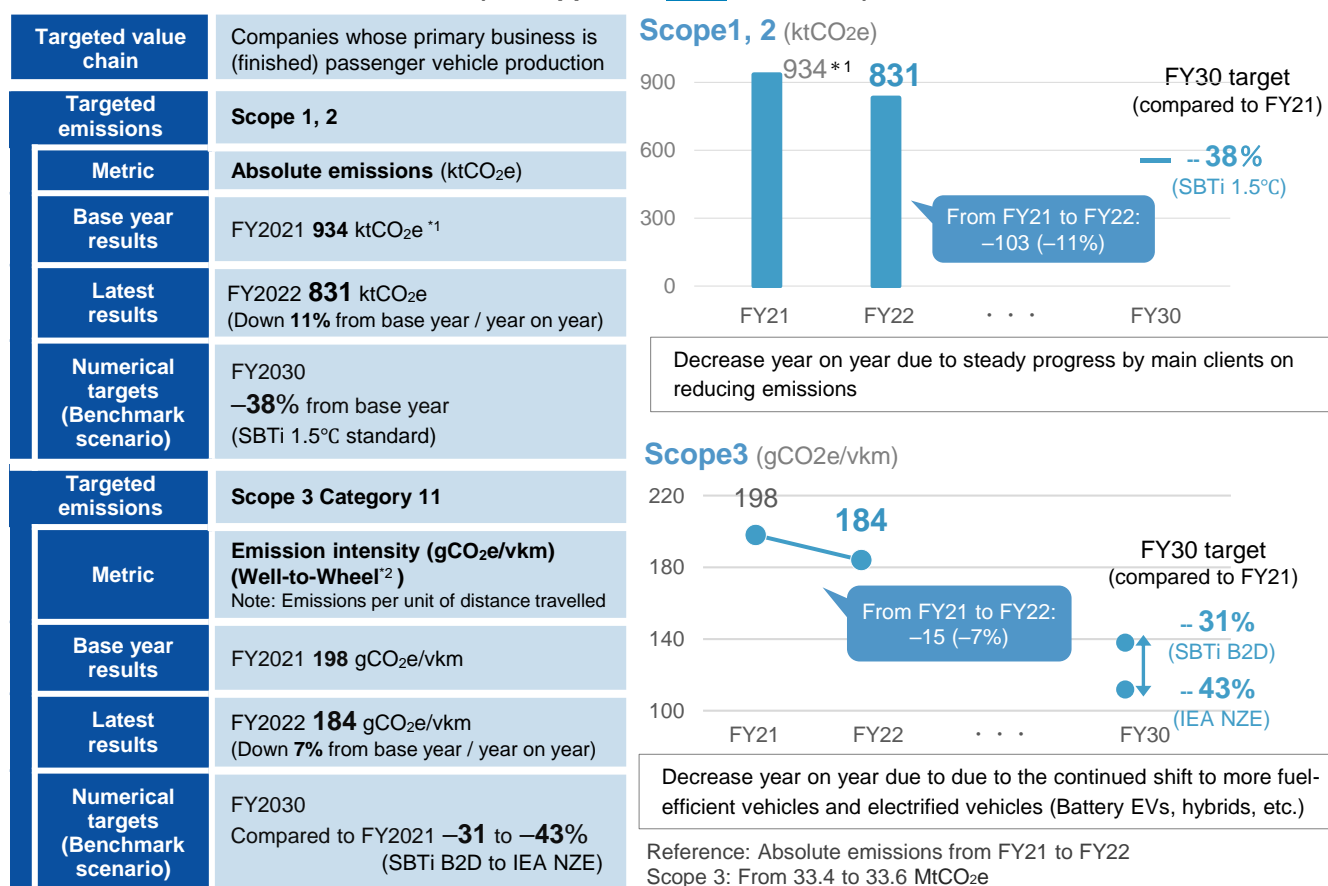 Targeted value
chain
Companies whose primary business is
(finished) passenger vehicle production
Targeted
emissions
Scope 1, 2
Metric
Absolute emissions (ktCO2e)
Base year
results
FY2021 934 ktCO2e *1
Latest
results
FY2022 831 ktCO2e
(Down 11% from base year / year on year)
Numerical
targets
(Benchmark
scenario)
FY2030
–38% from base year
(SBTi 1.5℃ standard)
Targeted
emissions
Scope 3 Category 11
Metric
Emission intensity (gCO2e/vkm)
(Well-to-Wheel*2 )
Note: Emissions per unit of distance travelled
Base year
results
FY2021 198 gCO2e/vkm
Latest
results
FY2022 184 gCO2e/vkm
(Down 7% from base year / year on year)
Numerical
targets
(Benchmark
scenario)
FY2030
Compared to FY2021 –31 to –43%
(SBTi B2D to IEA NZE)
Scope1, 2 (ktCO2e)
900
600
300
0
934*1
831
FY30 target
(compared to FY21)
-- 38%
(SBTi 1.5℃)
From FY21 to FY22:
–103 (–11%)
FY21 FY22 · · · FY30
Decrease year on year due to steady progress by main clients on
reducing emissions
Scope3 (gCO2e/vkm)
220
180
140
100
198
184
FY30 target
(compared to FY21)
From FY21 to FY22:
–15 (–7%)
-- 31%
(SBTi B2D)
-- 43%
(IEA NZE)
FY21 FY22 · · · FY30
Decrease year on year due to due to the continued shift to more fuel-
efficient vehicles and electrified vehicles (Battery EVs, hybrids, etc.)
Reference: Absolute emissions from FY21 to FY22
Scope 3: From 33.4 to 33.6 MtCO2e